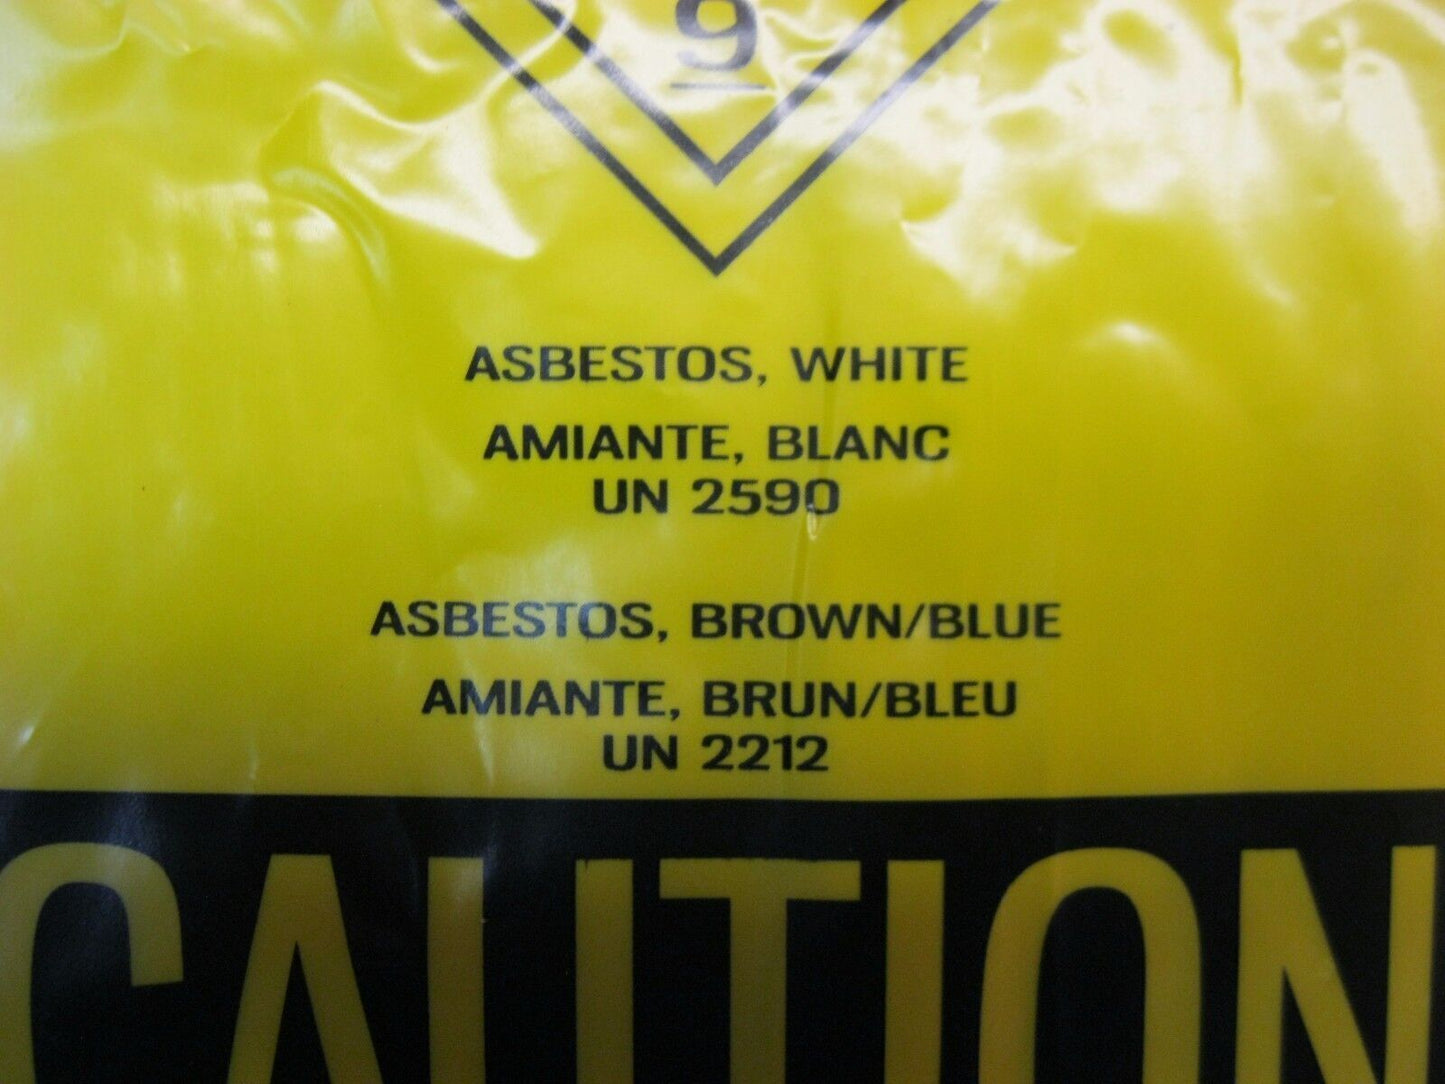 9
ASBESTOS, WHITE
AMIANTE, BLANC
UN 2590
ASBESTOS, BROWN/BLUE
AMIANTE, BRUN/BLEU
UN 2212
CAUTION